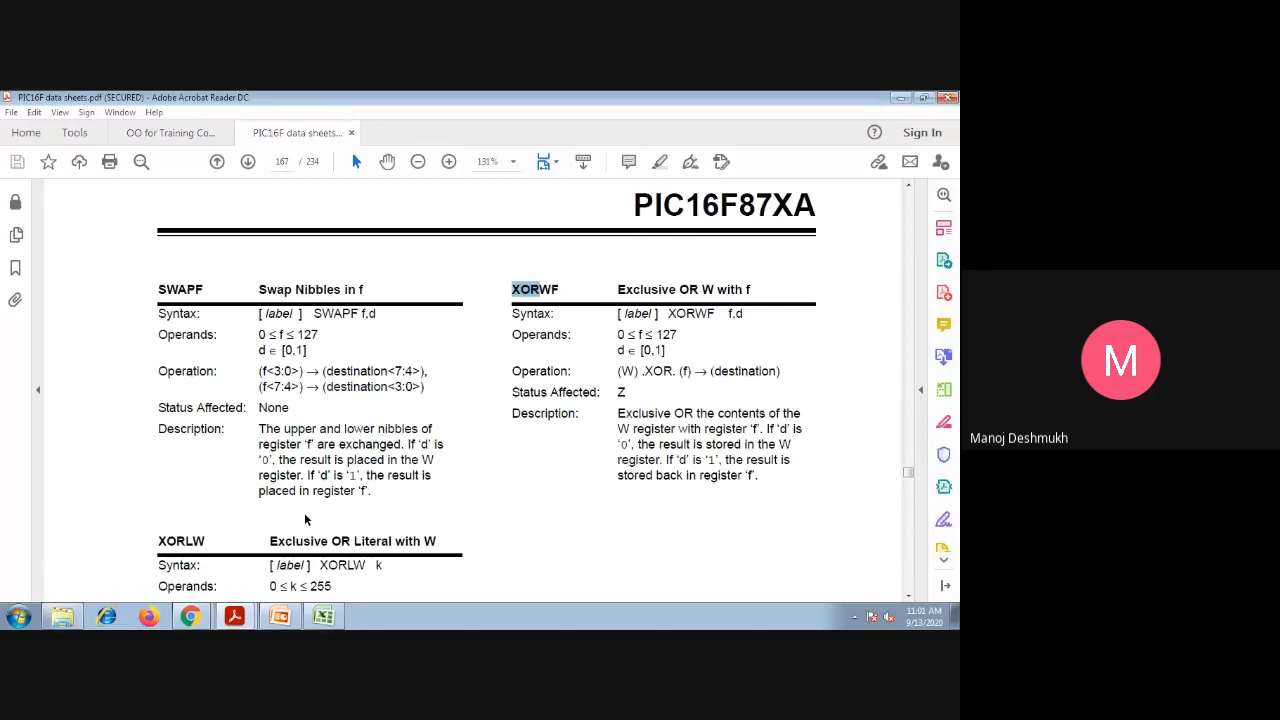 PIC16F data sheets.pdf (SECURED) - Adobe Acrobat Reader DC
File Edit View Sign Window Help
Home Tools OO for Training Co... PIC16F data sheets... × Sign In
167 / 234 131%
PIC16F87XA
SWAPF Swap Nibbles in f
Syntax: [ label ] SWAPF f,d
Operands: 0 ≤ f ≤ 127
d ∈ [0,1]
Operation: (f<3:0>) → (destination<7:4>),
(f<7:4>) → (destination<3:0>)
Status Affected: None
Description: The upper and lower nibbles of
register 'f' are exchanged. If 'd' is
'0', the result is placed in the W
register. If 'd' is '1', the result is
placed in register 'f'.
XORLW Exclusive OR Literal with W
Syntax: [ label ] XORLW k
Operands: 0 ≤ k ≤ 255
XORWF Exclusive OR W with f
Syntax: [ label ] XORWF f,d
Operands: 0 ≤ f ≤ 127
d ∈ [0,1]
Operation: (W) .XOR. (f) → (destination)
Status Affected: Z
Description: Exclusive OR the contents of the
W register with register 'f'. If 'd' is
'0', the result is stored in the W
register. If 'd' is '1', the result is
stored back in register 'f'.
11:01 AM
9/13/2020
M
Manoj Deshmukh